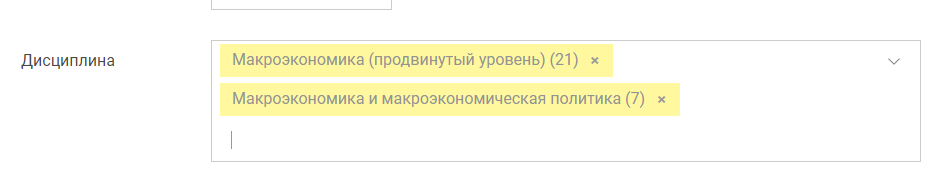 Дисциплина
Макроэкономика (продвинутый уровень) (21) ×
Макроэкономика и макроэкономическая политика (7) ×